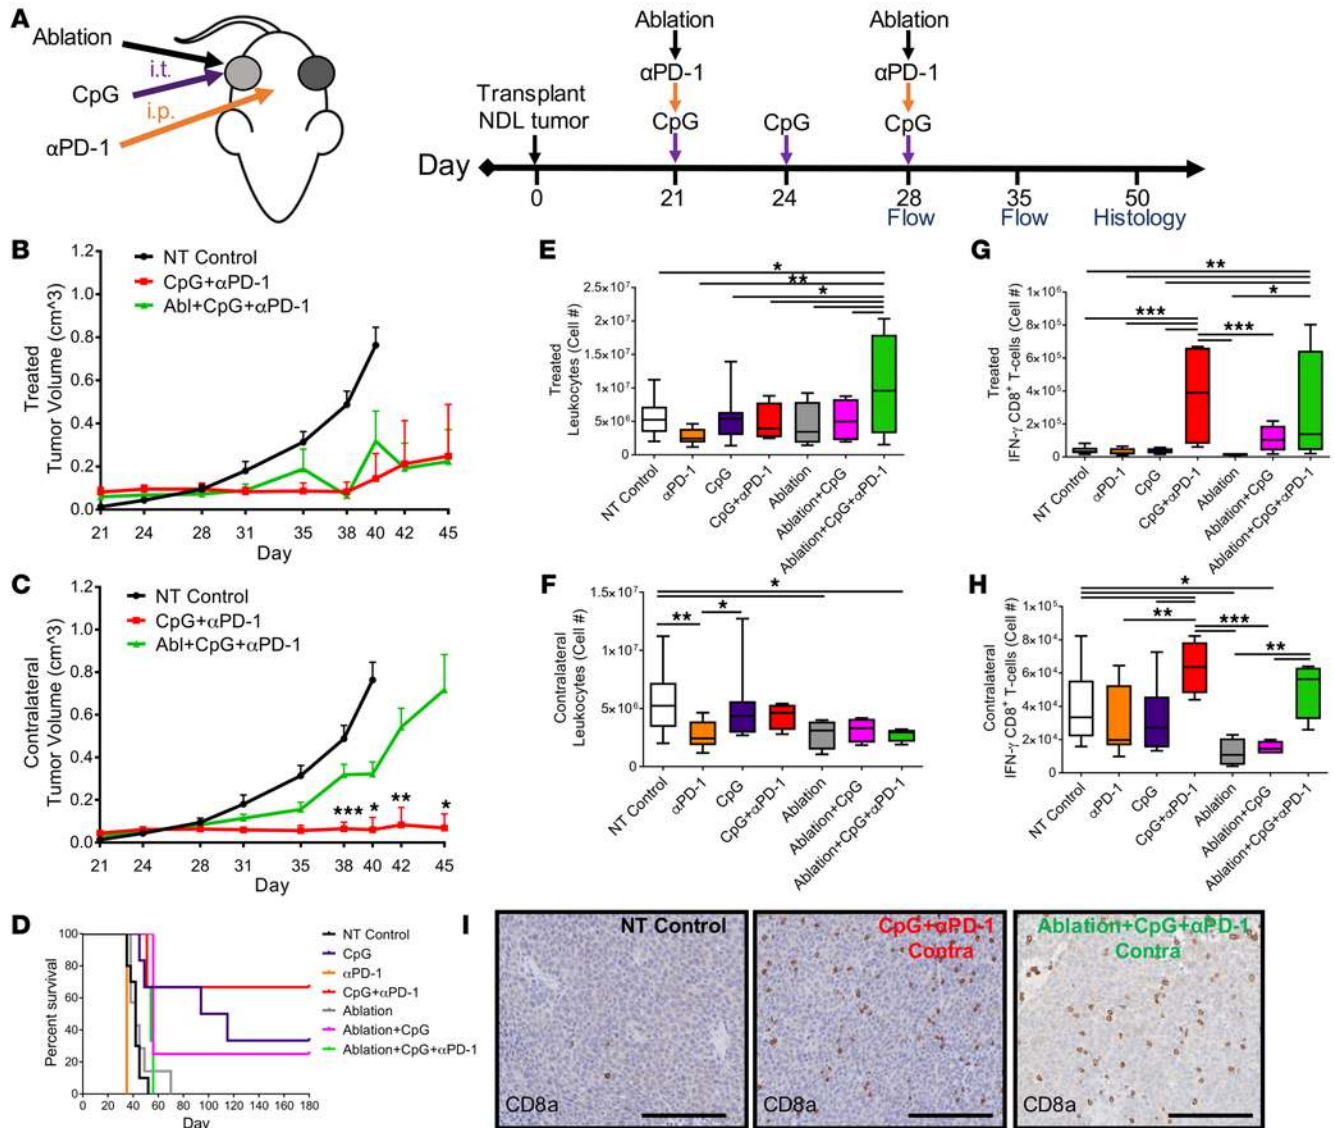 A
Ablation
i.t.
CpG
i.p.
αPD-1
Ablation
Ablation
αPD-1
αPD-1
Transplant
NDL tumor
CpG
CpG
CpG
Day
0
21
24
28
35
50
Flow
Flow
Histology
B
NT Control
CpG+αPD-1
Abl+CpG+αPD-1
Treated
Tumor Volume (cm^3)
1.2
1.0
0.8
0.6
0.4
0.2
0.0
21 24 28 31 35 38 40 42 45
Day
C
NT Control
CpG+αPD-1
Abl+CpG+αPD-1
Contralateral
Tumor Volume (cm^3)
1.2
1.0
0.8
0.6
0.4
0.2
0.0
*** * ** *
21 24 28 31 35 38 40 42 45
Day
D
Percent survival
100
80
60
40
20
0
0 20 40 60 80 100 120 140 160 180
Day
NT Control
CpG
αPD-1
CpG+αPD-1
Ablation
Ablation+CpG
Ablation+CpG+αPD-1
E
*
**
*
Treated
Leukocytes (Cell #)
2.5×10⁷
2×10⁷
1.5×10⁷
1×10⁷
5×10⁶
0
NT Control
αPD-1
CpG
CpG+αPD-1
Ablation
Ablation+CpG
Ablation+CpG+αPD-1
F
*
** *
Contralateral
Leukocytes (Cell #)
1.5×10⁷
1×10⁷
5×10⁶
0
NT Control
αPD-1
CpG
CpG+αPD-1
Ablation
Ablation+CpG
Ablation+CpG+αPD-1
G
**
*
*** ***
Treated
IFN-γ CD8⁺ T-cells (Cell #)
1×10⁶
8×10⁵
6×10⁵
4×10⁵
2×10⁵
0
NT Control
αPD-1
CpG
CpG+αPD-1
Ablation
Ablation+CpG
Ablation+CpG+αPD-1
H
*
** ***
**
Contralateral
IFN-γ CD8⁺ T-cells (Cell #)
1×10⁵
8×10⁴
6×10⁴
4×10⁴
2×10⁴
0
NT Control
αPD-1
CpG
CpG+αPD-1
Ablation
Ablation+CpG
Ablation+CpG+αPD-1
I
NT Control
CD8a
CpG+αPD-1
Contra
CD8a
Ablation+CpG+αPD-1
Contra
CD8a